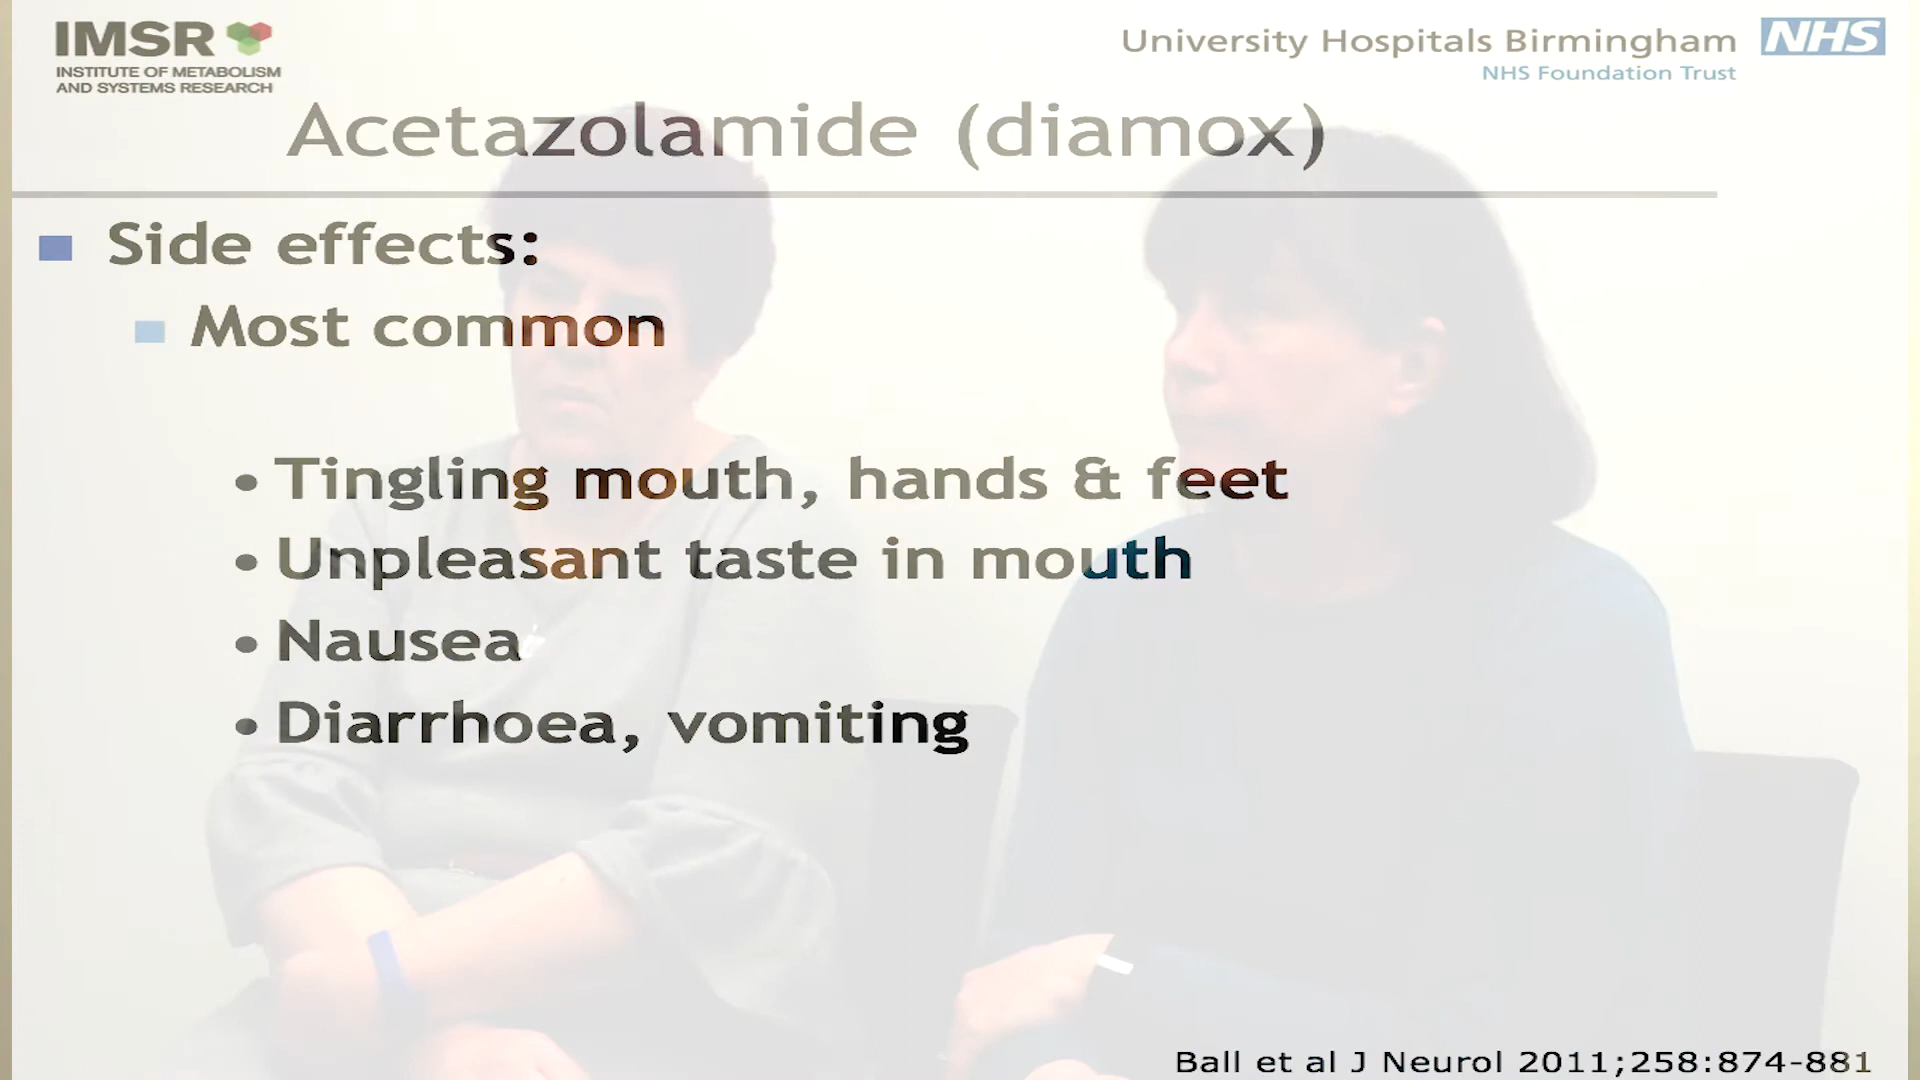 IMSR
INSTITUTE OF METABOLISM
AND SYSTEMS RESEARCH
University Hospitals Birmingham
NHS
NHS Foundation Trust
Acetazolamide (diamox)
Side effects:
Most common
• Tingling mouth, hands & feet
• Unpleasant taste in mouth
• Nausea
• Diarrhoea, vomiting
Ball et al J Neurol 2011;258:874-881